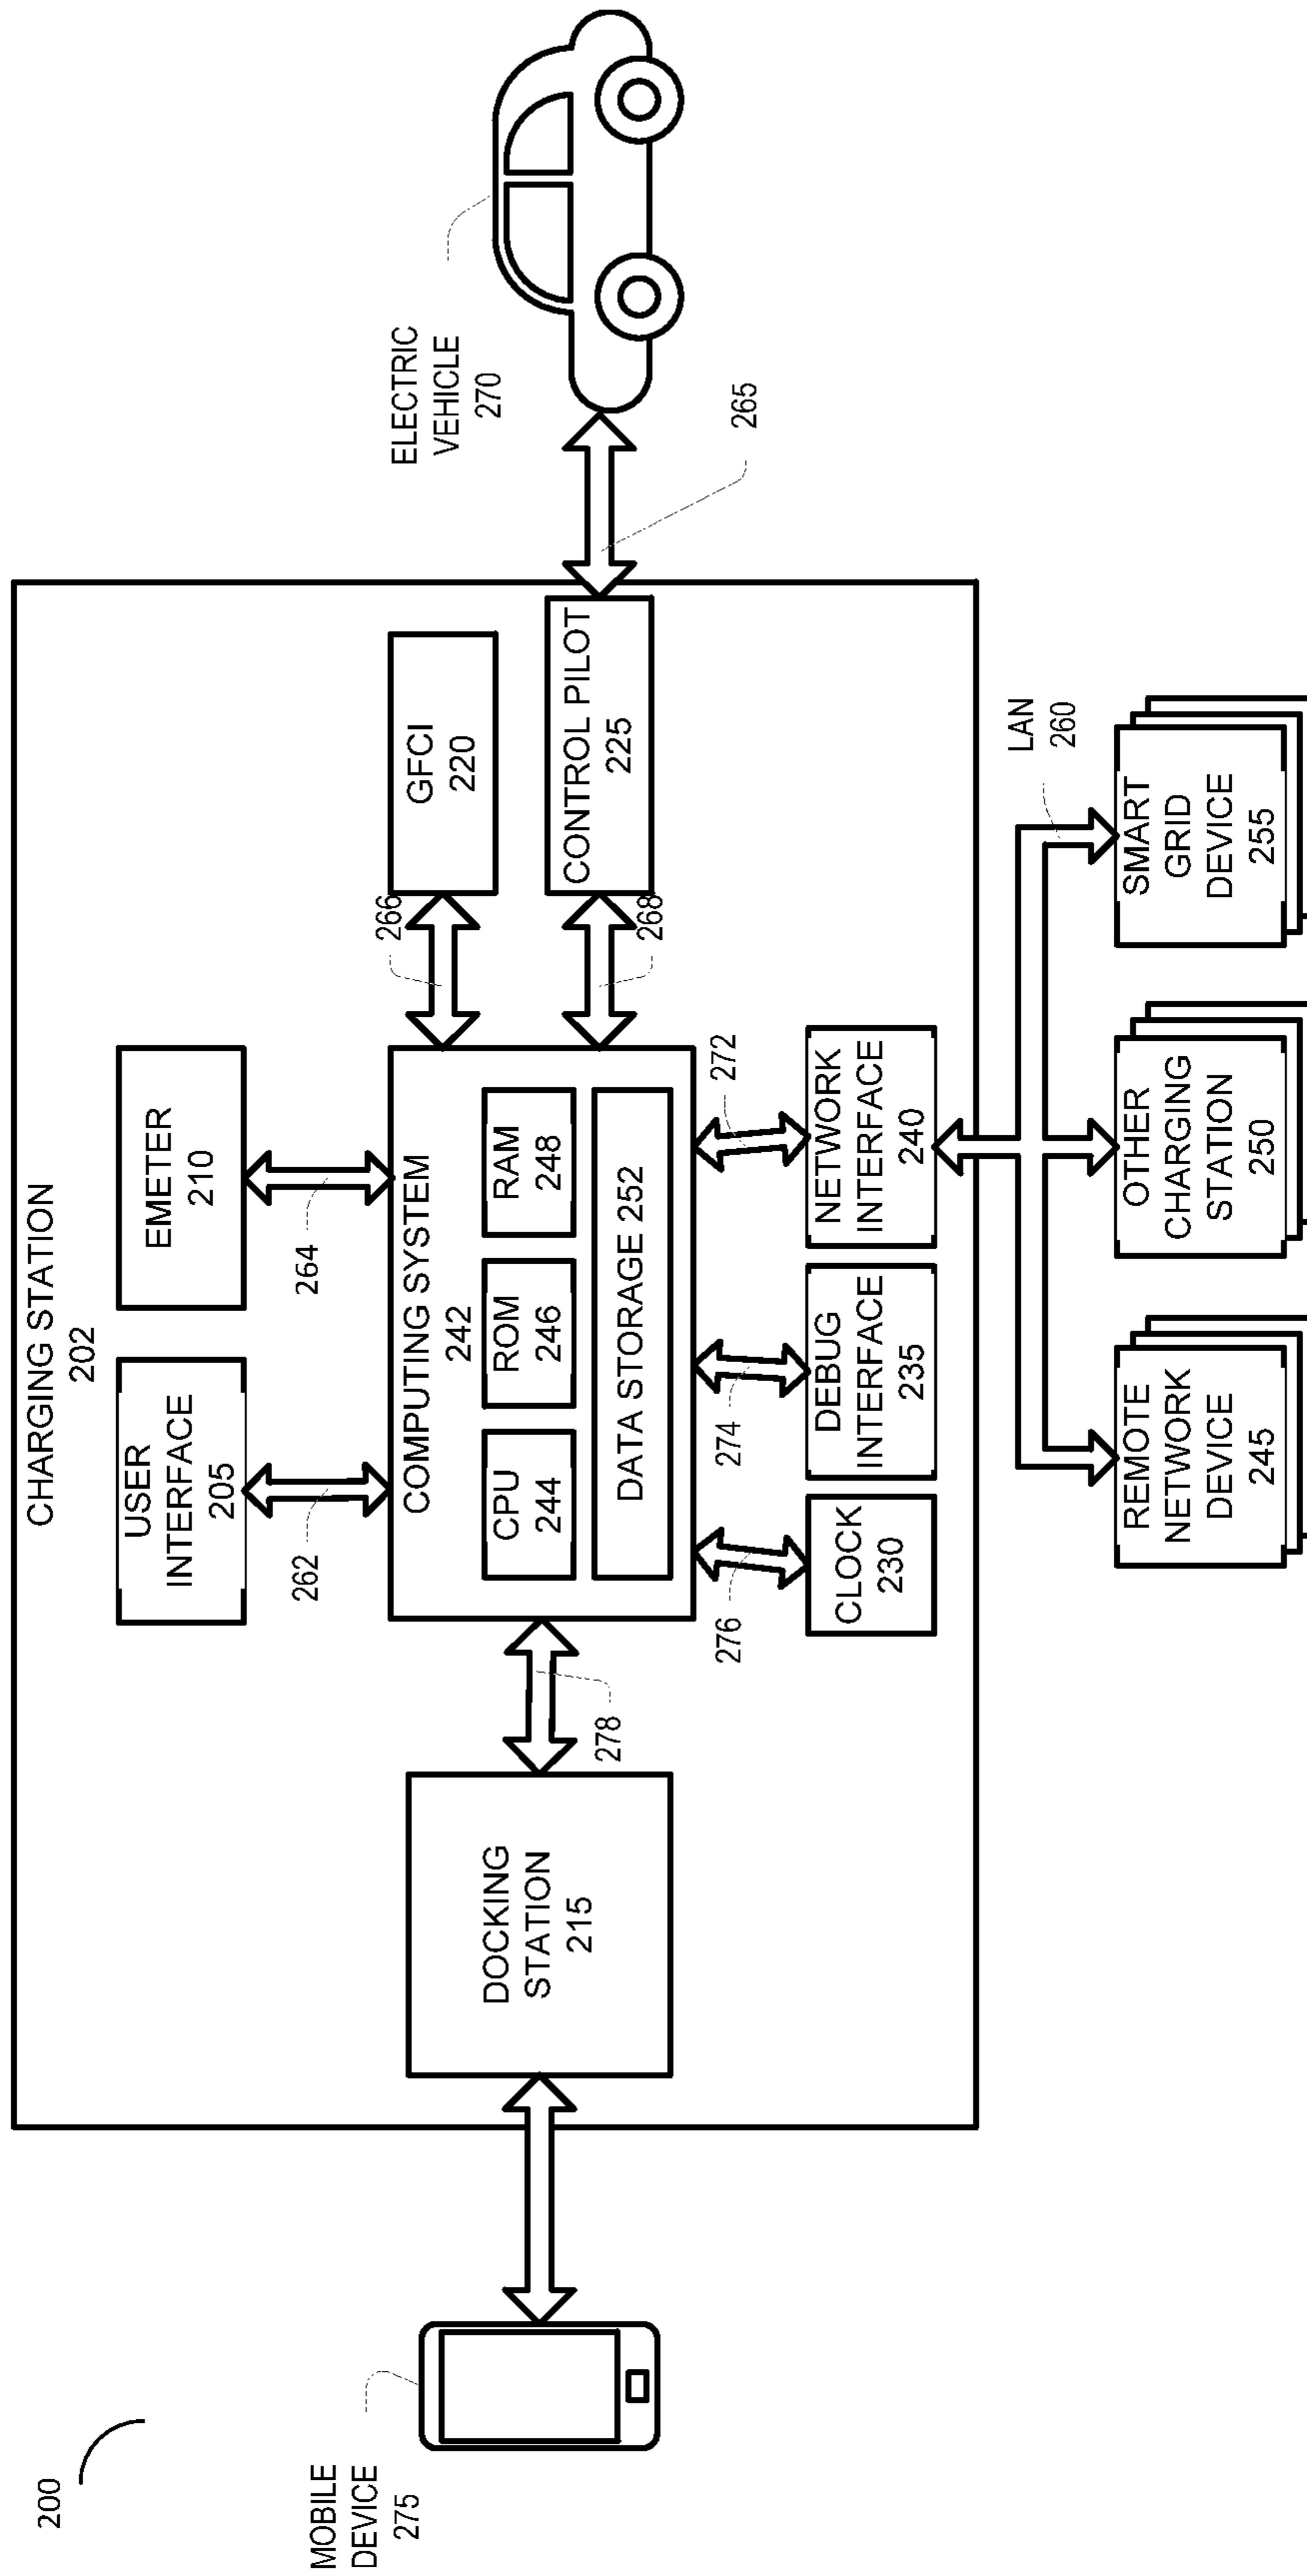 200
CHARGING STATION
202
USER
INTERFACE
205
EMETER
210
262
264
MOBILE
DEVICE
275
DOCKING
STATION
215
278
COMPUTING SYSTEM
242
CPU
244
ROM
246
RAM
248
DATA STORAGE 252
266
GFCI
220
268
CONTROL PILOT
225
ELECTRIC
VEHICLE
270
265
276
274
272
CLOCK
230
DEBUG
INTERFACE
235
NETWORK
INTERFACE
240
LAN
260
REMOTE
NETWORK
DEVICE
245
OTHER
CHARGING
STATION
250
SMART
GRID
DEVICE
255